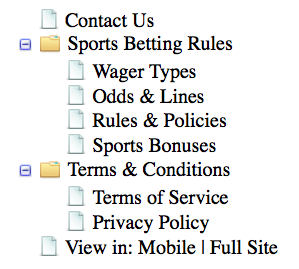 Contact Us
Sports Betting Rules
Wager Types
Odds & Lines
Rules & Policies
Sports Bonuses
Terms & Conditions
Terms of Service
Privacy Policy
View in: Mobile | Full Site